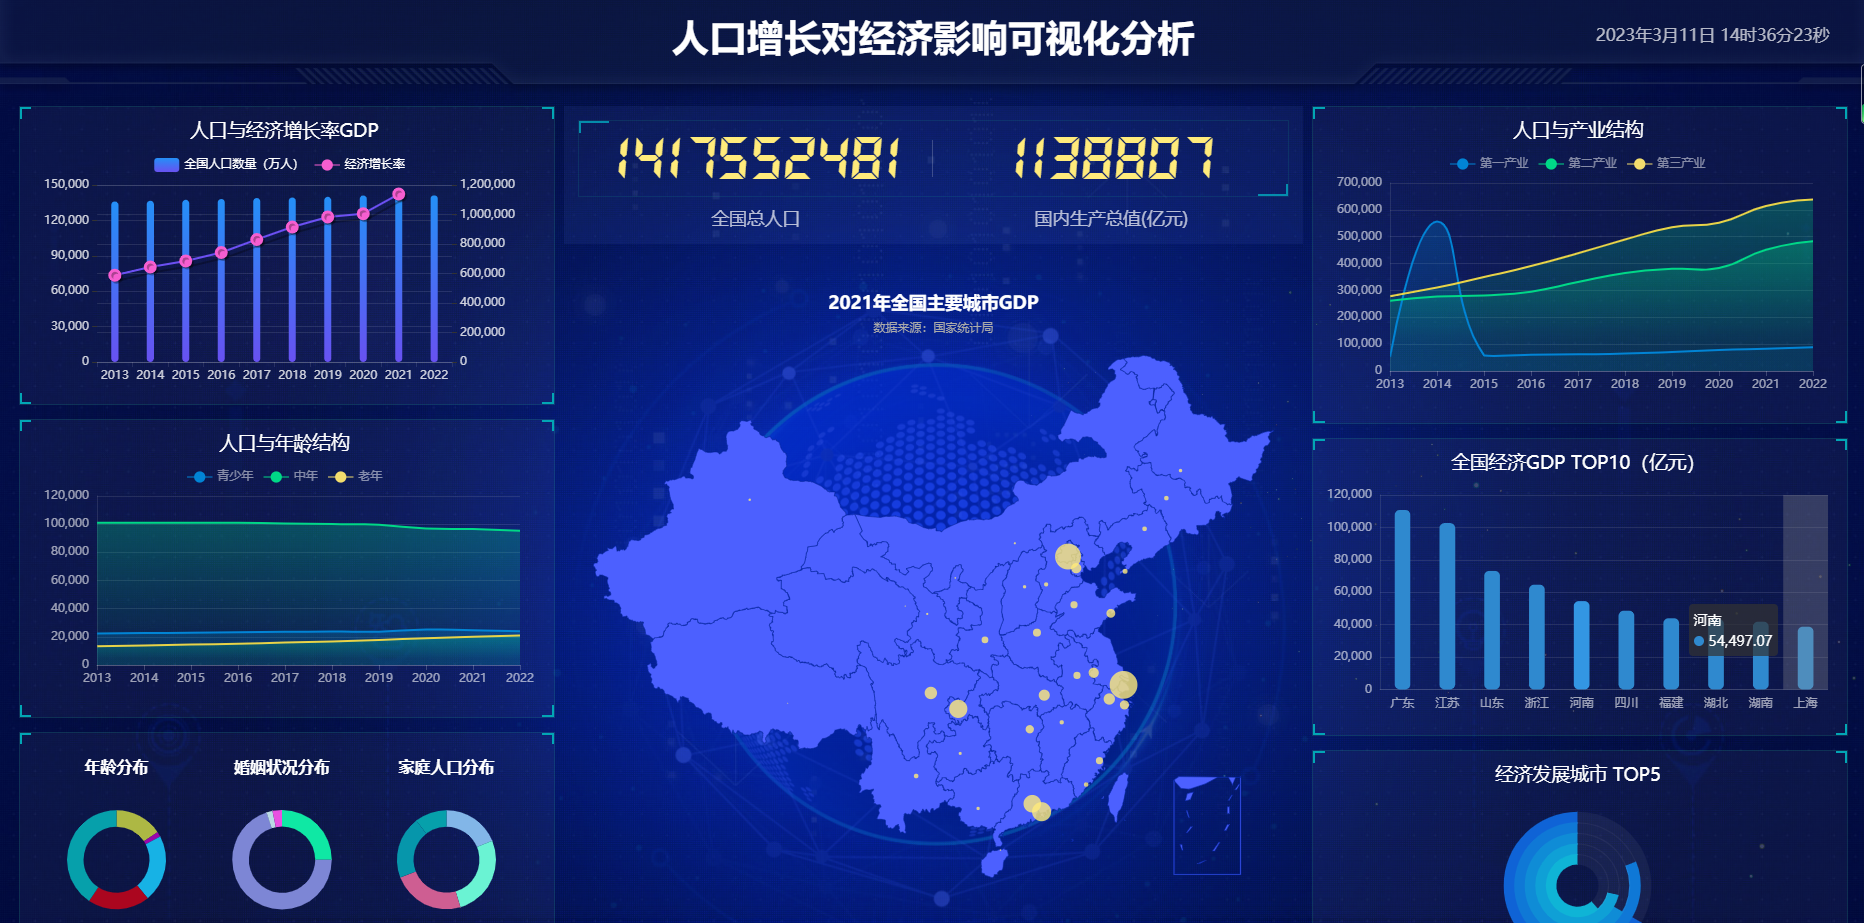 人口增长对经济影响可视化分析
2023年3月11日 14时36分23秒
人口与经济增长率GDP
全国人口数量（万人） 经济增长率
150,000
120,000
90,000
60,000
30,000
0
1,200,000
1,000,000
800,000
600,000
400,000
200,000
0
2013 2014 2015 2016 2017 2018 2019 2020 2021 2022
人口与年龄结构
青少年 中年 老年
120,000
100,000
80,000
60,000
40,000
20,000
0
2013 2014 2015 2016 2017 2018 2019 2020 2021 2022
年龄分布 婚姻状况分布 家庭人口分布
1417552481 1138807
全国总人口 国内生产总值(亿元)
2021年全国主要城市GDP
数据来源：国家统计局
人口与产业结构
第一产业 第二产业 第三产业
700,000
600,000
500,000
400,000
300,000
200,000
100,000
0
2013 2014 2015 2016 2017 2018 2019 2020 2021 2022
全国经济GDP TOP10（亿元）
120,000
100,000
80,000
60,000
40,000
20,000
0
河南
54,497.07
广东 江苏 山东 浙江 河南 四川 福建 湖北 湖南 上海
经济发展城市 TOP5